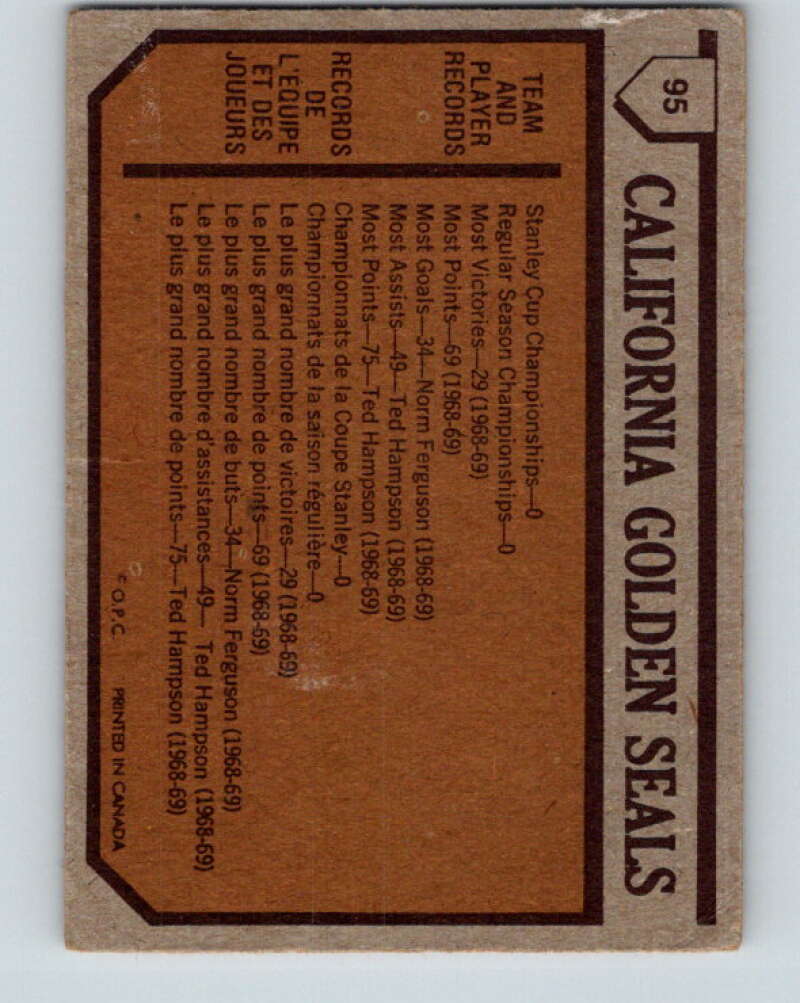 95
CALIFORNIA GOLDEN SEALS
TEAM
AND
PLAYER
RECORDS
Stanley Cup Championships—0
Regular Season Championships—0
Most Victories—29 (1968-69)
Most Points—69 (1968-69)
Most Goals—34—Norm Ferguson (1968-69)
Most Assists—49—Ted Hampson (1968-69)
Most Points—75—Ted Hampson (1968-69)
RECORDS
DE
L'ÉQUIPE
ET DES
JOUEURS
Championnats de la Coupe Stanley—0
Championnats de la saison régulière—0
Le plus grand nombre de victoires—29 (1968-69)
Le plus grand nombre de points—69 (1968-69)
Le plus grand nombre de buts—34—Norm Ferguson (1968-69)
Le plus grand nombre d'assistances—49— Ted Hampson (1968-69)
Le plus grand nombre de points—75—Ted Hampson (1968-69)
© O.P.C. PRINTED IN CANADA